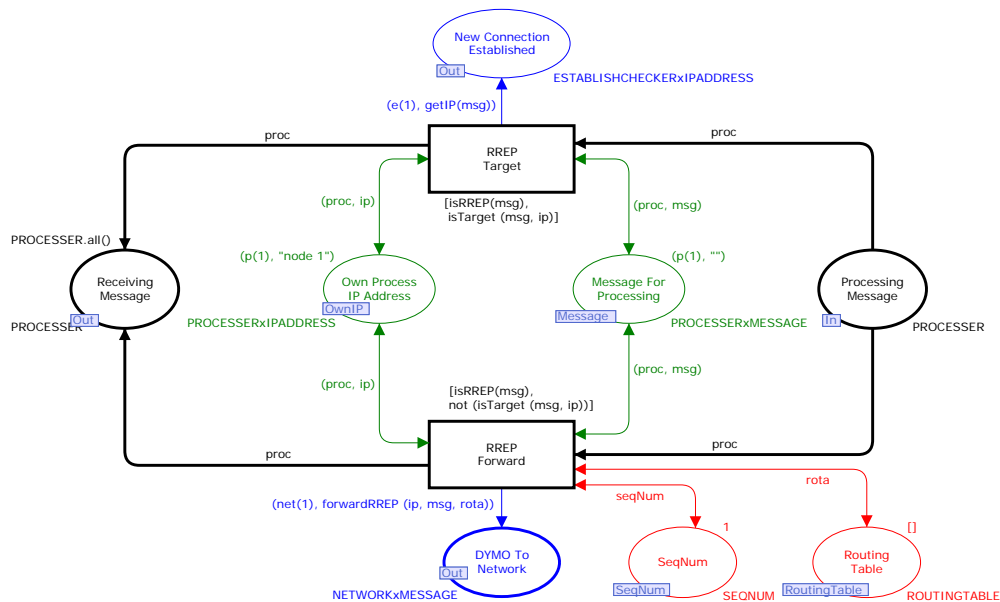 New Connection
Established
Out
ESTABLISHCHECKERxIPADDRESS
(e(1), getIP(msg))
proc
RREP
Target
proc
[isRREP(msg),
isTarget (msg, ip)]
(proc, ip)
(proc, msg)
PROCESSER.all()
(p(1), "node 1")
(p(1), "")
Receiving
Message
Out
PROCESSER
Own Process
IP Address
OwnIP
PROCESSERxIPADDRESS
Message For
Processing
Message
PROCESSERxMESSAGE
Processing
Message
In
PROCESSER
(proc, ip)
(proc, msg)
[isRREP(msg),
not (isTarget (msg, ip))]
proc
RREP
Forward
proc
rota
seqNum
(net(1), forwardRREP (ip, msg, rota))
1
[]
DYMO To
Network
Out
NETWORKxMESSAGE
SeqNum
SeqNum
SEQNUM
Routing
Table
RoutingTable
ROUTINGTABLE